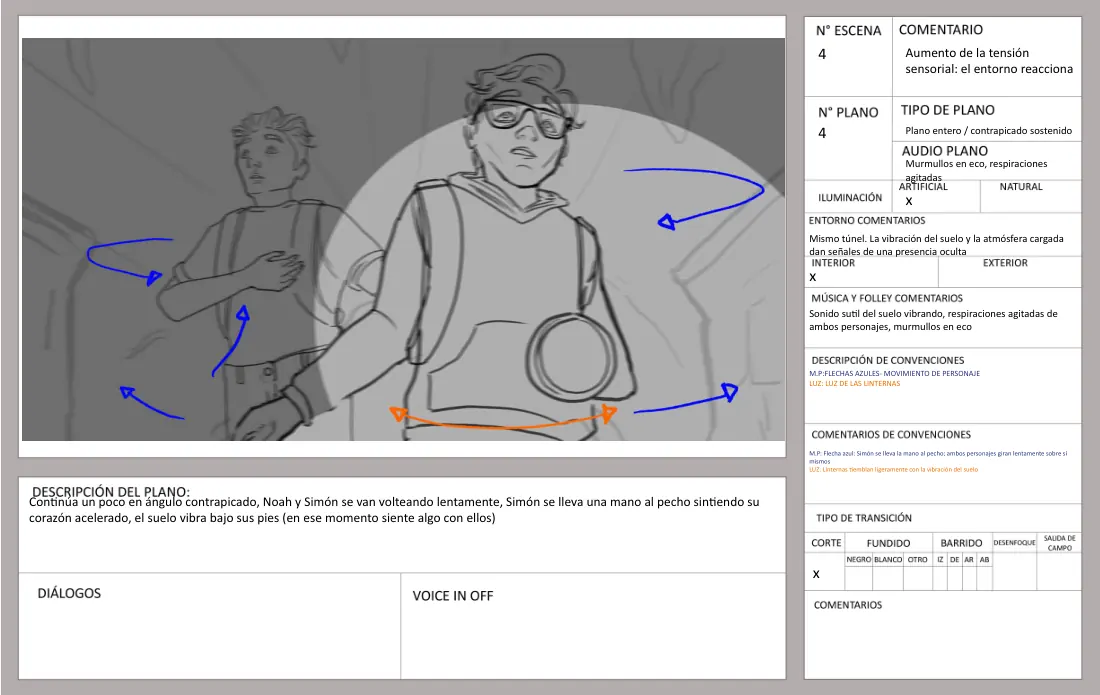 N° ESCENA
4
COMENTARIO
Aumento de la tensión
sensorial: el entorno reacciona
N° PLANO
4
TIPO DE PLANO
Plano entero / contrapicado sostenido
AUDIO PLANO
Murmullos en eco, respiraciones
agitadas
ILUMINACIÓN
ARTIFICIAL
X
NATURAL
ENTORNO COMENTARIOS
Mismo túnel. La vibración del suelo y la atmósfera cargada
dan señales de una presencia oculta
INTERIOR
X
EXTERIOR
MÚSICA Y FOLLEY COMENTARIOS
Sonido sutil del suelo vibrando, respiraciones agitadas de
ambos personajes, murmullos en eco
DESCRIPCIÓN DE CONVENCIONES
M.P:FLECHAS AZULES- MOVIMIENTO DE PERSONAJE
LUZ: LUZ DE LAS LINTERNAS
COMENTARIOS DE CONVENCIONES
M.P: Flecha azul: Simón se lleva la mano al pecho; ambos personajes giran lentamente sobre sí
mismos
LUZ: Linternas tiemblan ligeramente con la vibración del suelo
TIPO DE TRANSICIÓN
CORTE
FUNDIDO
BARRIDO
DESENFOQUE
SALIDA DE
CAMPO
NEGRO
BLANCO
OTRO
IZ
DE
AR
AB
X
COMENTARIOS
DESCRIPCIÓN DEL PLANO:
Continúa un poco en ángulo contrapicado, Noah y Simón se van volteando lentamente, Simón se lleva una mano al pecho sintiendo su
corazón acelerado, el suelo vibra bajo sus pies (en ese momento siente algo con ellos)
DIÁLOGOS
VOICE IN OFF